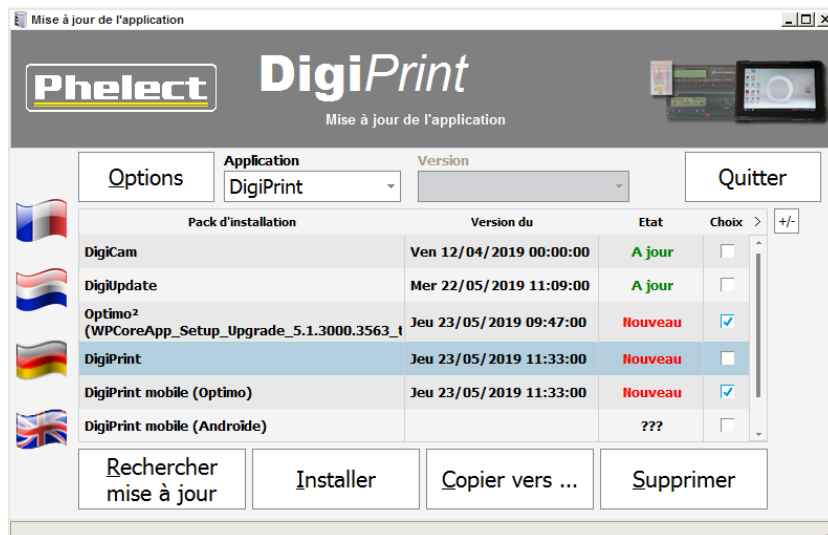 Mise à jour de l'application
Phelect
DigiPrint
Mise à jour de l'application
Options
Application
DigiPrint
Version
Quitter
Pack d'installation Version du Etat Choix > +/-
DigiCam Ven 12/04/2019 00:00:00 A jour
DigiUpdate Mer 22/05/2019 11:09:00 A jour
Optimo²
(WPCoreApp_Setup_Upgrade_5.1.3000.3563_t Jeu 23/05/2019 09:47:00 Nouveau
DigiPrint Jeu 23/05/2019 11:33:00 Nouveau
DigiPrint mobile (Optimo) Jeu 23/05/2019 11:33:00 Nouveau
DigiPrint mobile (Androïde) ???
Rechercher
mise à jour
Installer
Copier vers ...
Supprimer